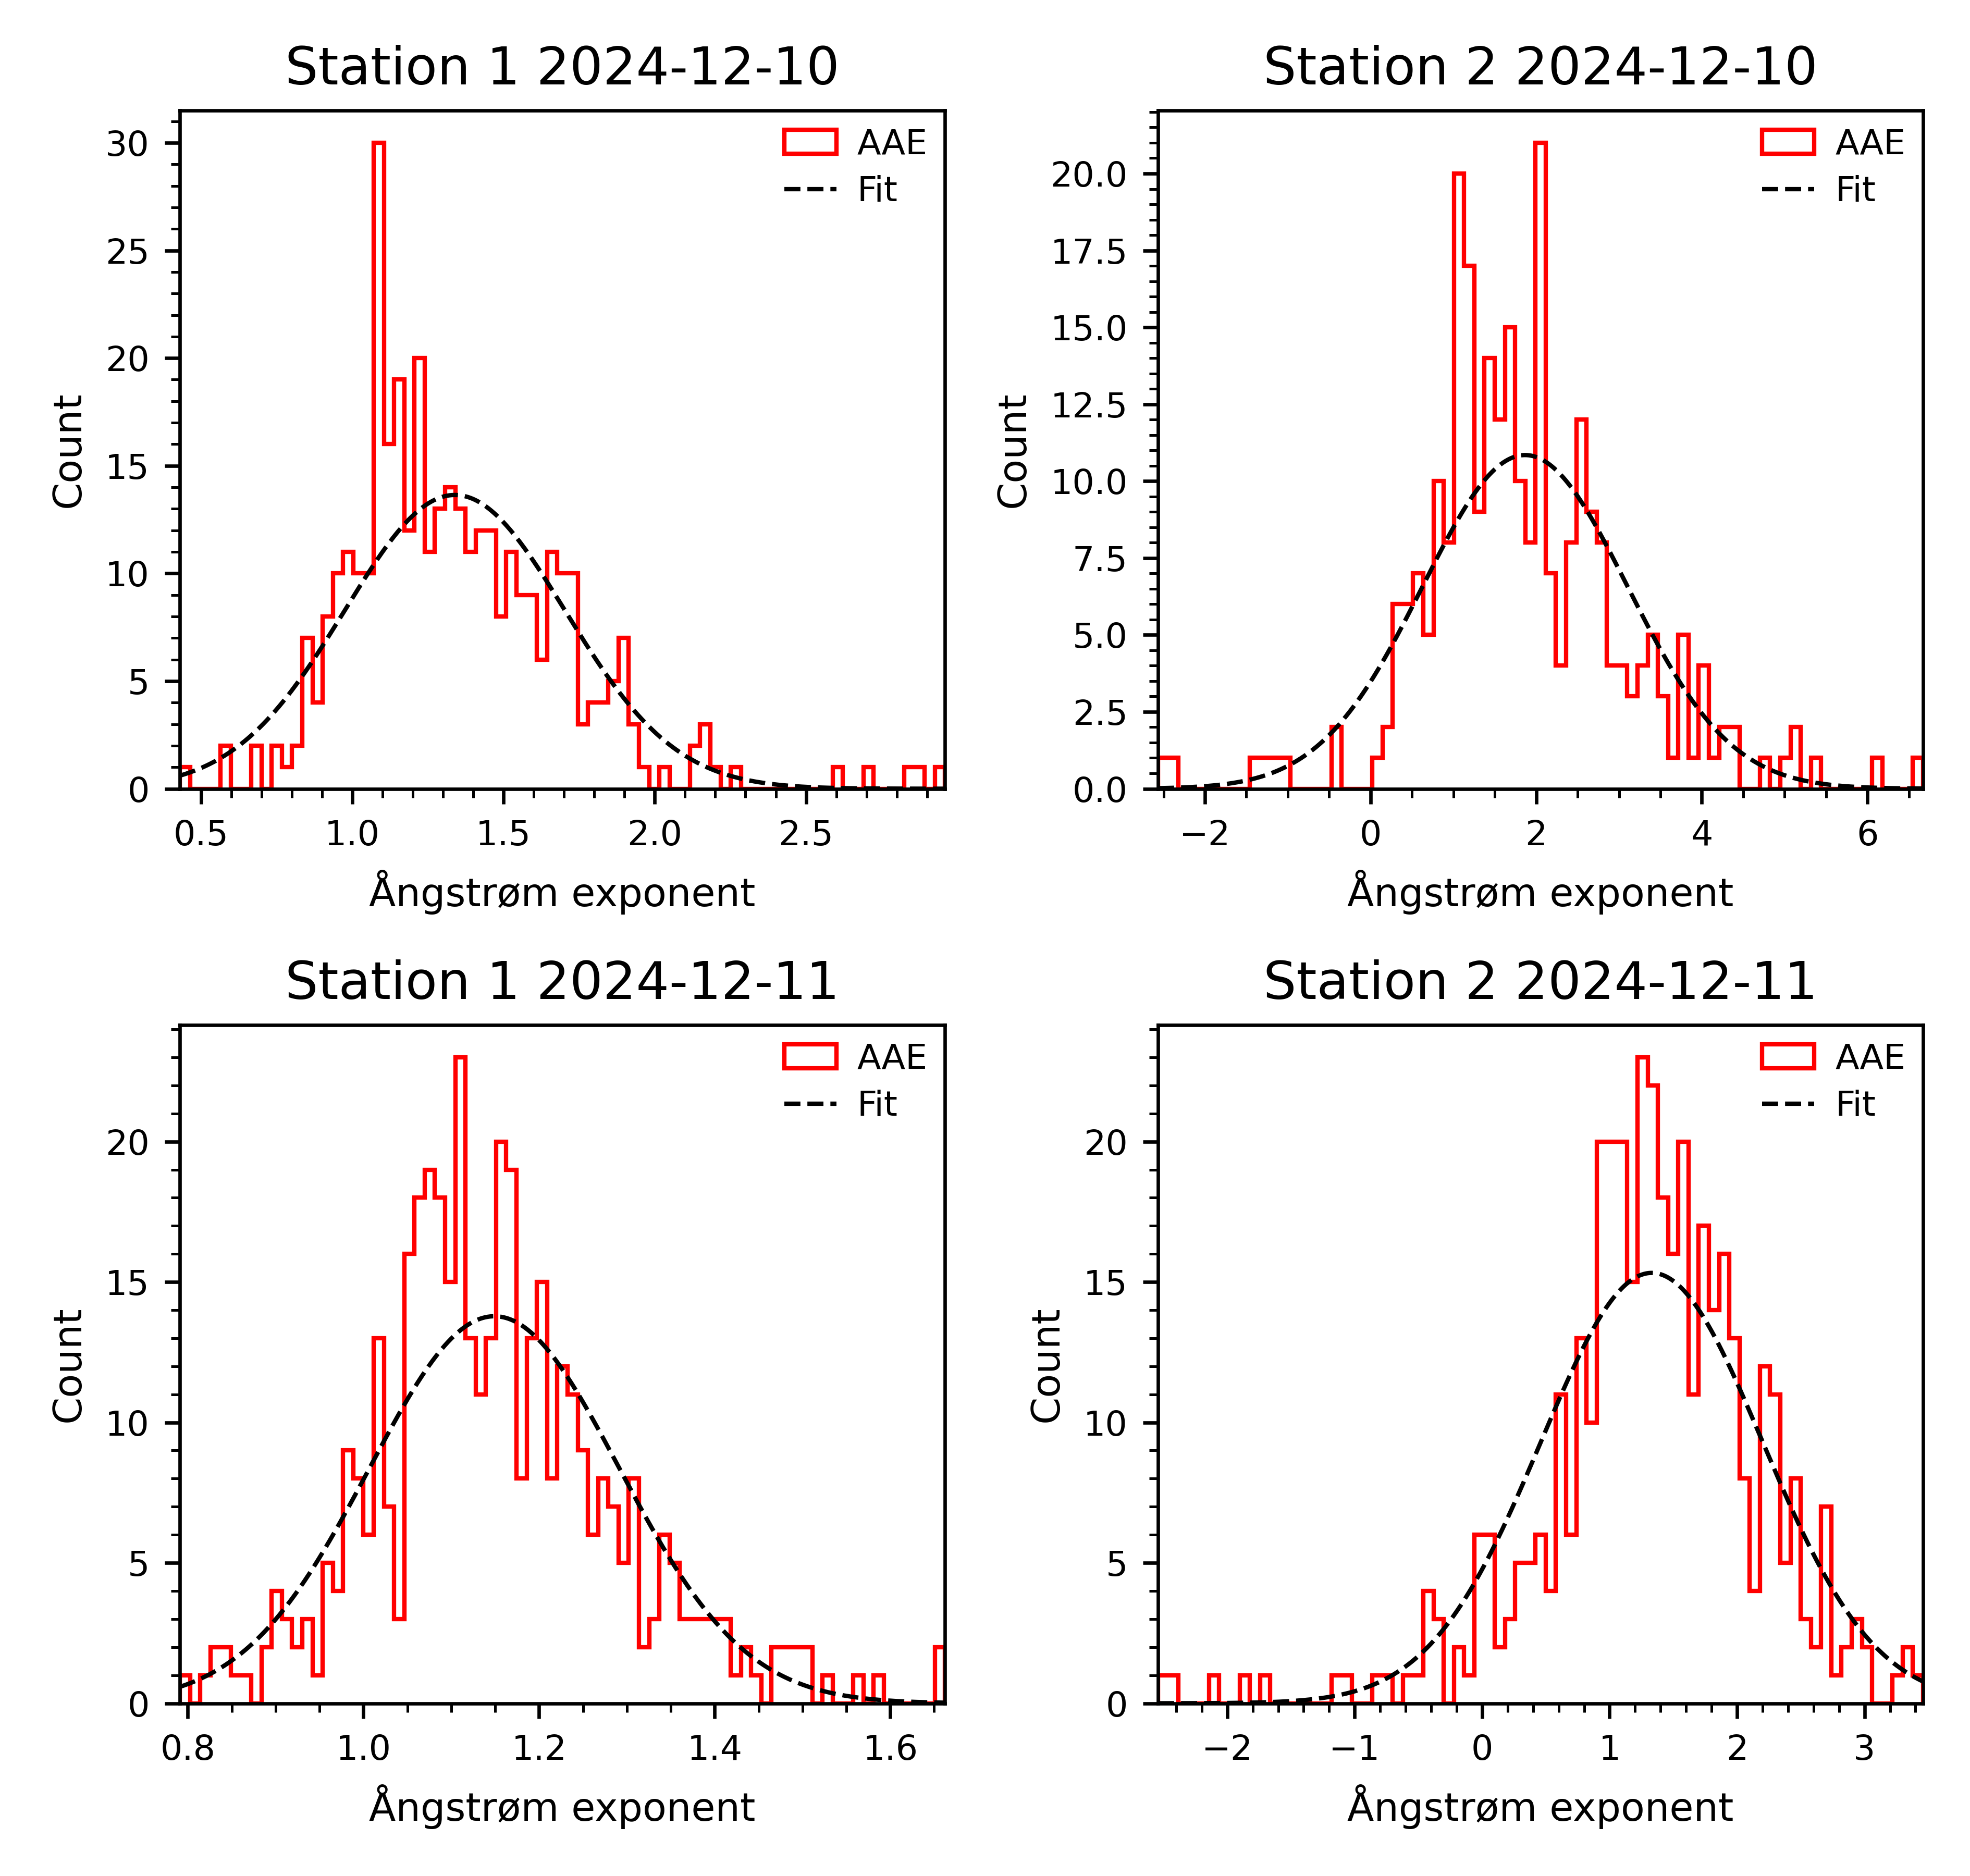 Station 1 2024-12-10
Count
30
25
20
15
10
5
0
AAE
Fit
0.5 1.0 1.5 2.0 2.5
Ångstrøm exponent
Station 2 2024-12-10
Count
20.0
17.5
15.0
12.5
10.0
7.5
5.0
2.5
0.0
AAE
Fit
−2 0 2 4 6
Ångstrøm exponent
Station 1 2024-12-11
Count
20
15
10
5
0
AAE
Fit
0.8 1.0 1.2 1.4 1.6
Ångstrøm exponent
Station 2 2024-12-11
Count
20
15
10
5
0
AAE
Fit
−2 −1 0 1 2 3
Ångstrøm exponent